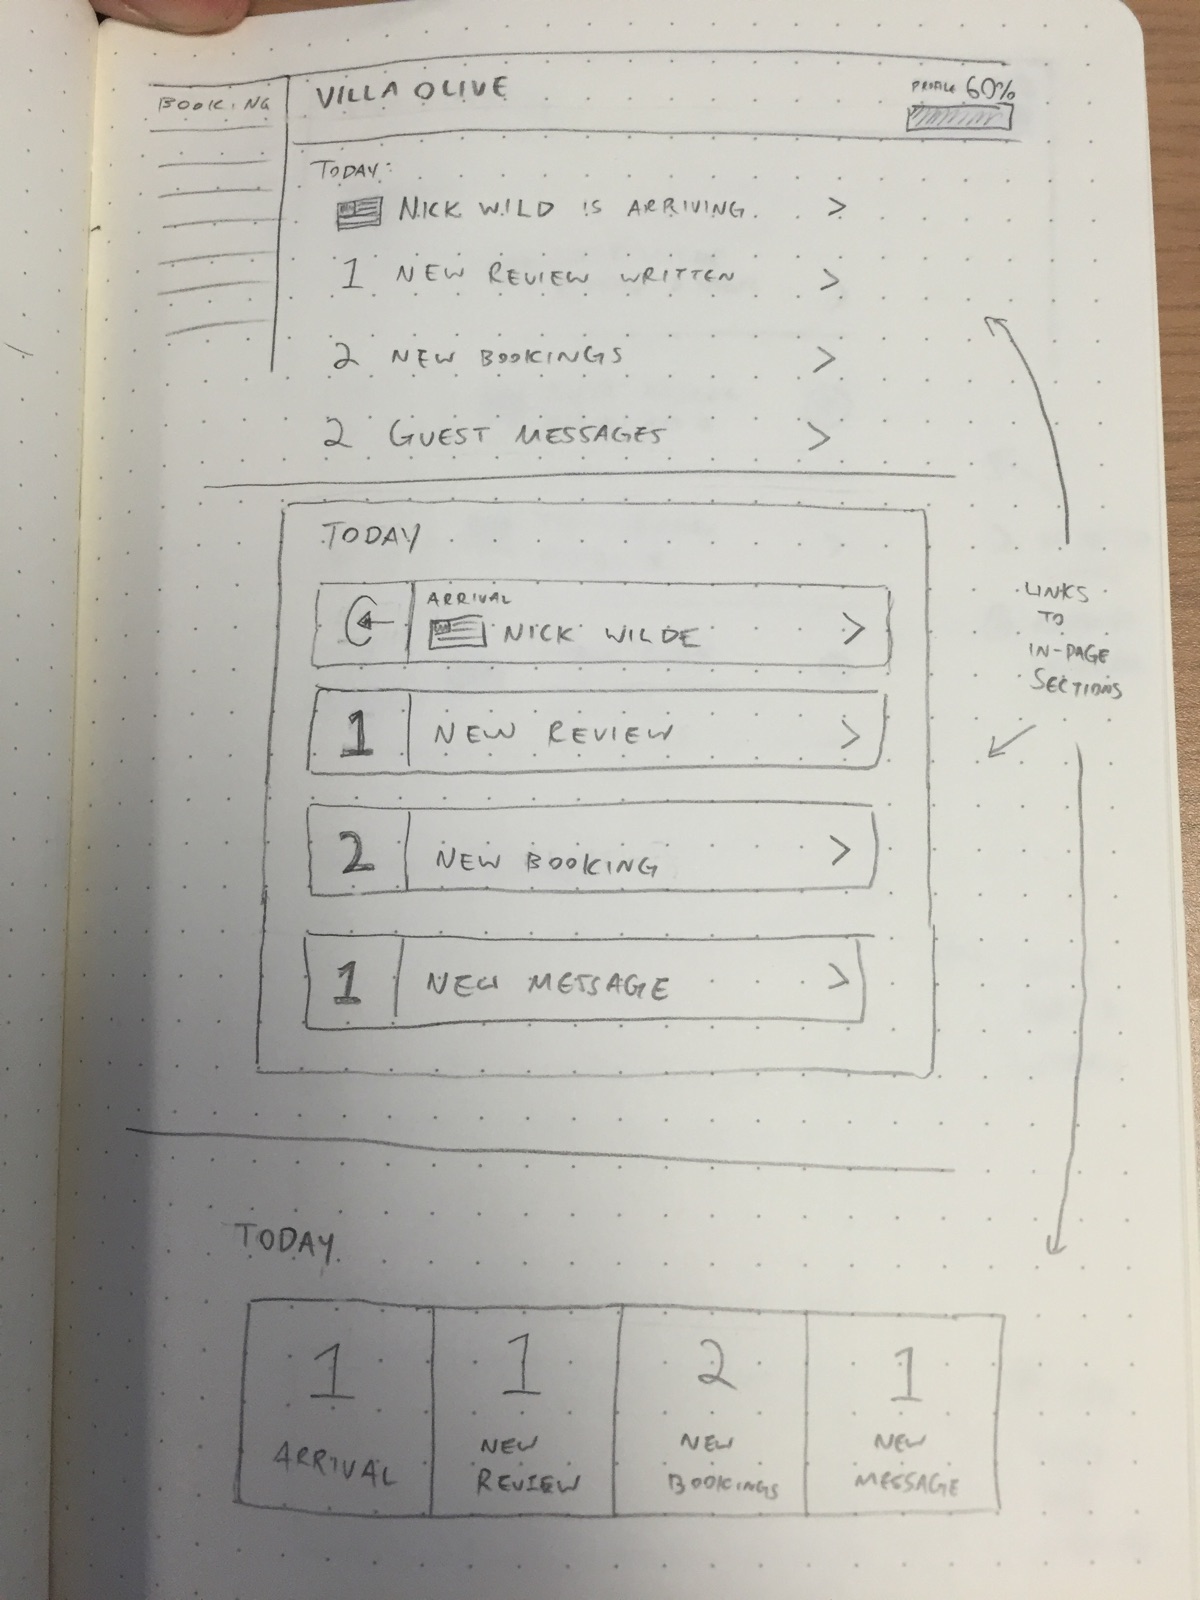 BOOKING
VILLA OLIVE
PROFILE 60%
TODAY:
NICK WILD IS ARRIVING >
1 NEW REVIEW WRITTEN >
2 NEW BOOKINGS >
2 GUEST MESSAGES >
TODAY
ARRIVAL
NICK WILDE >
1 NEW REVIEW >
2 NEW BOOKING >
1 NEW MESSAGE >
LINKS
TO
IN-PAGE
SECTIONS
TODAY
1
ARRIVAL
1
NEW
REVIEW
2
NEW
BOOKINGS
1
NEW
MESSAGE